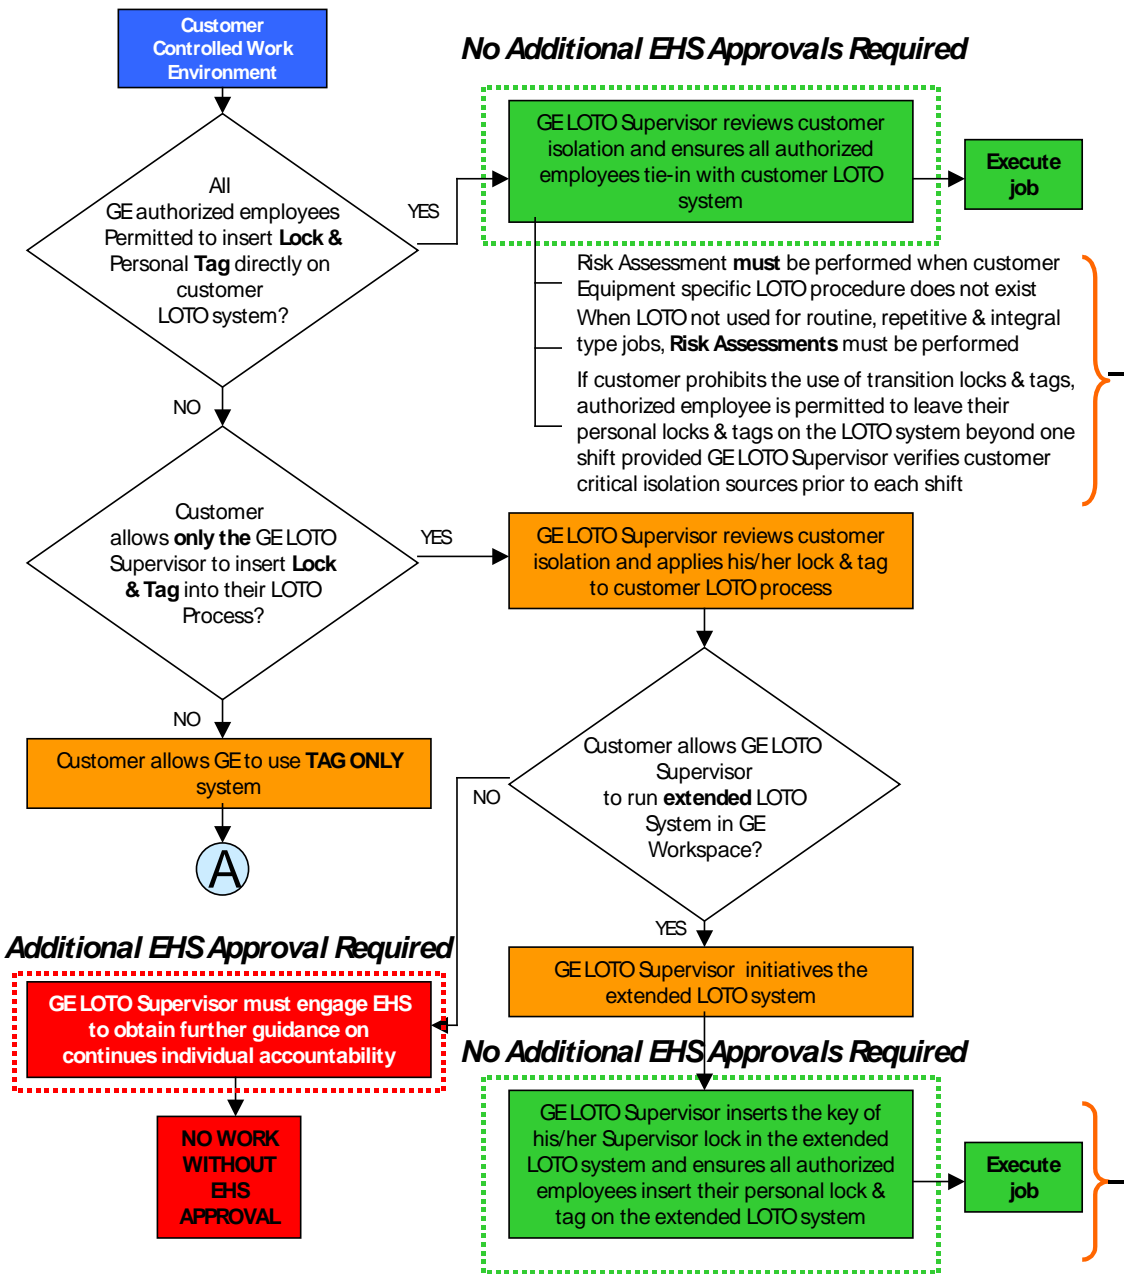 Customer
Controlled Work
Environment
No Additional EHS Approvals Required
GE LOTO Supervisor reviews customer
isolation and ensures all authorized
employees tie-in with customer LOTO
system
Execute
job
All
GE authorized employees
Permitted to insert Lock &
Personal Tag directly on
customer
LOTO system?
YES
Risk Assessment must be performed when customer
Equipment specific LOTO procedure does not exist
When LOTO not used for routine, repetitive & integral
type jobs, Risk Assessments must be performed
If customer prohibits the use of transition locks & tags,
authorized employee is permitted to leave their
personal locks & tags on the LOTO system beyond one
shift provided GE LOTO Supervisor verifies customer
critical isolation sources prior to each shift
NO
Customer
allows only the GE LOTO
Supervisor to insert Lock
& Tag into their LOTO
Process?
YES
GE LOTO Supervisor reviews customer
isolation and applies his/her lock & tag
to customer LOTO process
NO
Customer allows GE to use TAG ONLY
system
A
Customer allows GE LOTO
Supervisor
to run extended LOTO
System in GE
Workspace?
NO
YES
Additional EHS Approval Required
GE LOTO Supervisor must engage EHS
to obtain further guidance on
continues individual accountability
NO WORK
WITHOUT
EHS
APPROVAL
GE LOTO Supervisor initiatives the
extended LOTO system
No Additional EHS Approvals Required
GE LOTO Supervisor inserts the key of
his/her Supervisor lock in the extended
LOTO system and ensures all authorized
employees insert their personal lock &
tag on the extended LOTO system
Execute
job